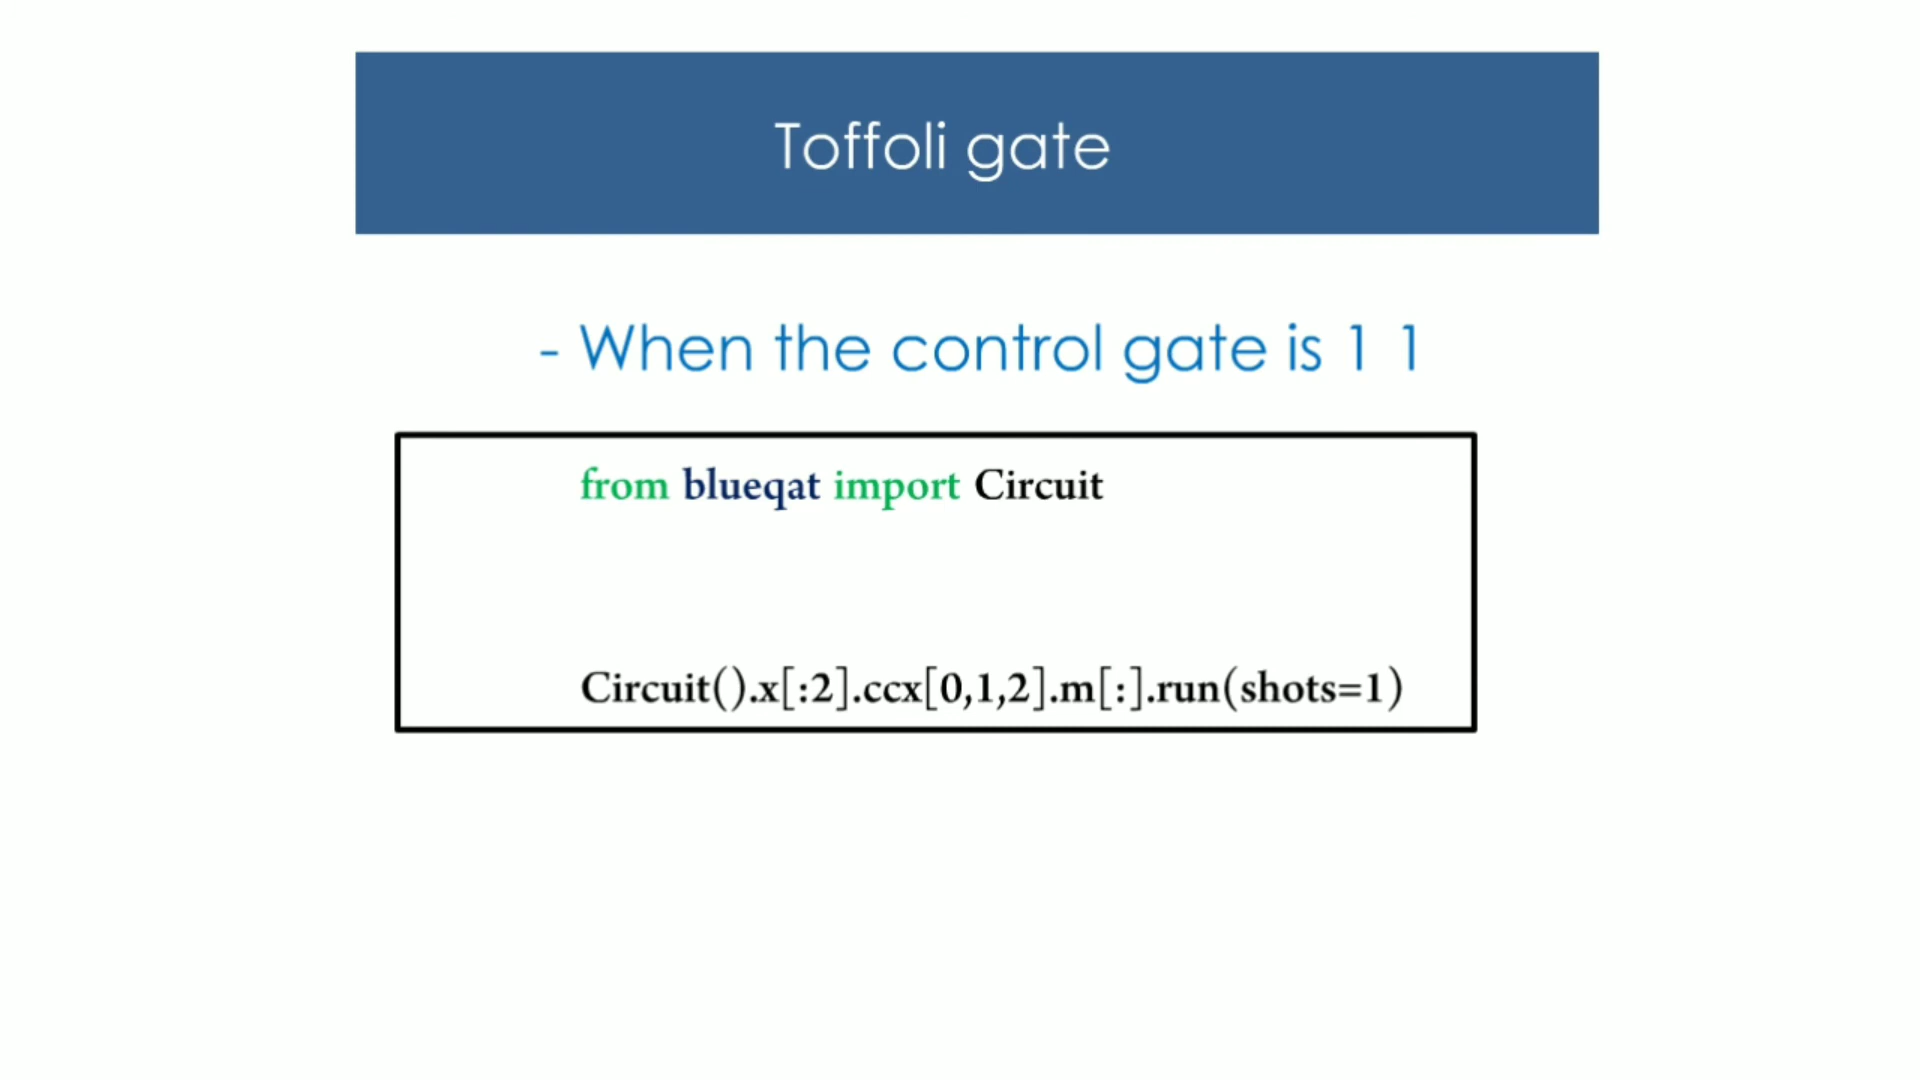 Toffoli gate
- When the control gate is 1 1
from blueqat import Circuit
Circuit().x[:2].ccx[0,1,2].m[:].run(shots=1)